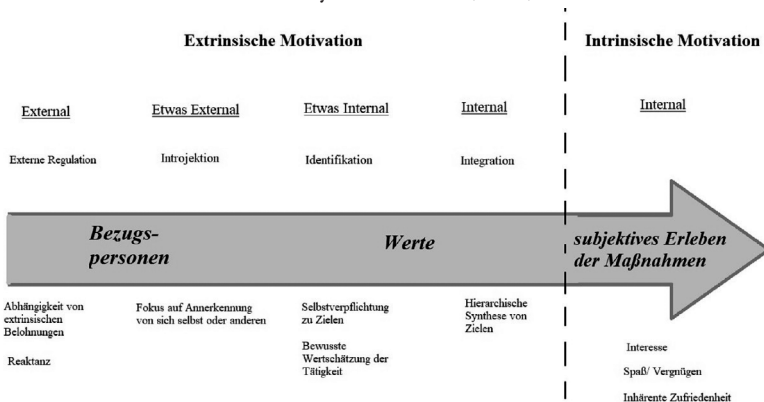 Extrinsische Motivation
Intrinsische Motivation
External
Etwas External
Etwas Internal
Internal
Internal
Externe Regulation
Introjektion
Identifikation
Integration
Bezugs-
personen
Werte
subjektives Erleben
der Maßnahmen
Abhängigkeit von
extrinsischen
Belohnungen
Reaktanz
Fokus auf Annerkennung
von sich selbst oder anderen
Selbstverpflichtung
zu Zielen
Bewusste
Wertschätzung der
Tätigkeit
Hierarchische
Synthese von
Zielen
Interesse
Spaß/ Vergnügen
Inhärente Zufriedenheit